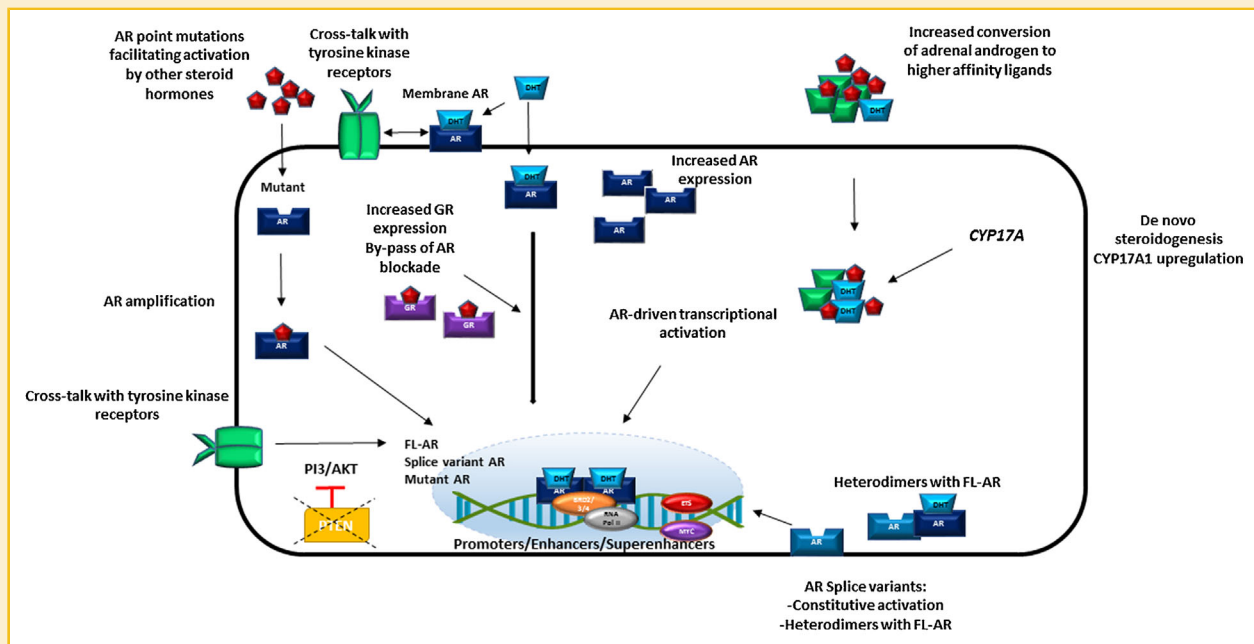 AR point mutations
facilitating activation
by other steroid
hormones
Cross-talk with
tyrosine kinase
receptors
Membrane AR
DHT
DHT
AR
Increased conversion
of adrenal androgen to
higher affinity ligands
DHT
Mutant
AR
DHT
AR
Increased AR
expression
AR
AR
AR
Increased GR
expression
By-pass of AR
blockade
GR
GR
CYP17A
De novo
steroidogenesis
CYP17A1 upregulation
DHT
DHT
AR amplification
AR
AR-driven transcriptional
activation
Cross-talk with tyrosine kinase
receptors
PI3/AKT
PTEN
FL-AR
Splice variant AR
Mutant AR
DHT
DHT
AR
AR
BRD2/
3/4
RNA
Pol II
ETS
MYC
Promoters/Enhancers/Superenhancers
Heterodimers with FL-AR
DHT
AR
AR
AR
AR Splice variants:
-Constitutive activation
-Heterodimers with FL-AR